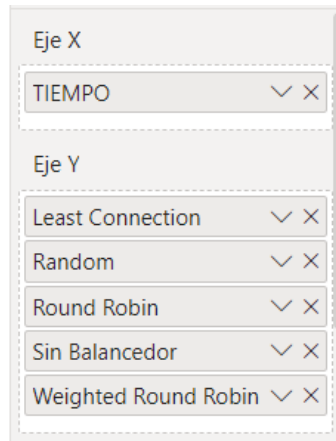 Eje X
TIEMPO
Eje Y
Least Connection
Random
Round Robin
Sin Balancedor
Weighted Round Robin